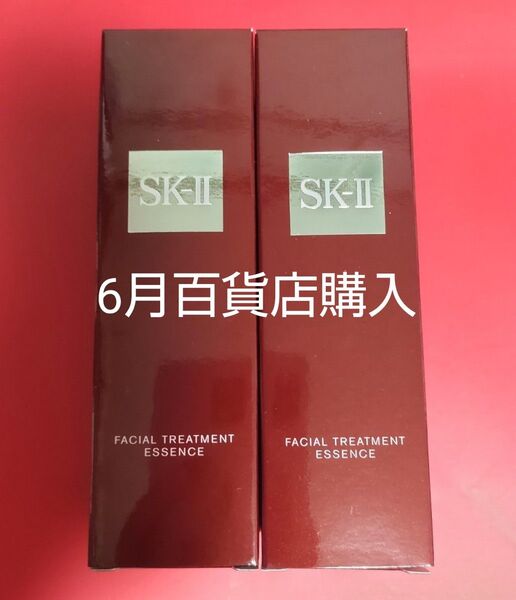 SK-II
SK-II
6月百貨店購入
FACIAL TREATMENT
ESSENCE
FACIAL TREATMENT
ESSENCE